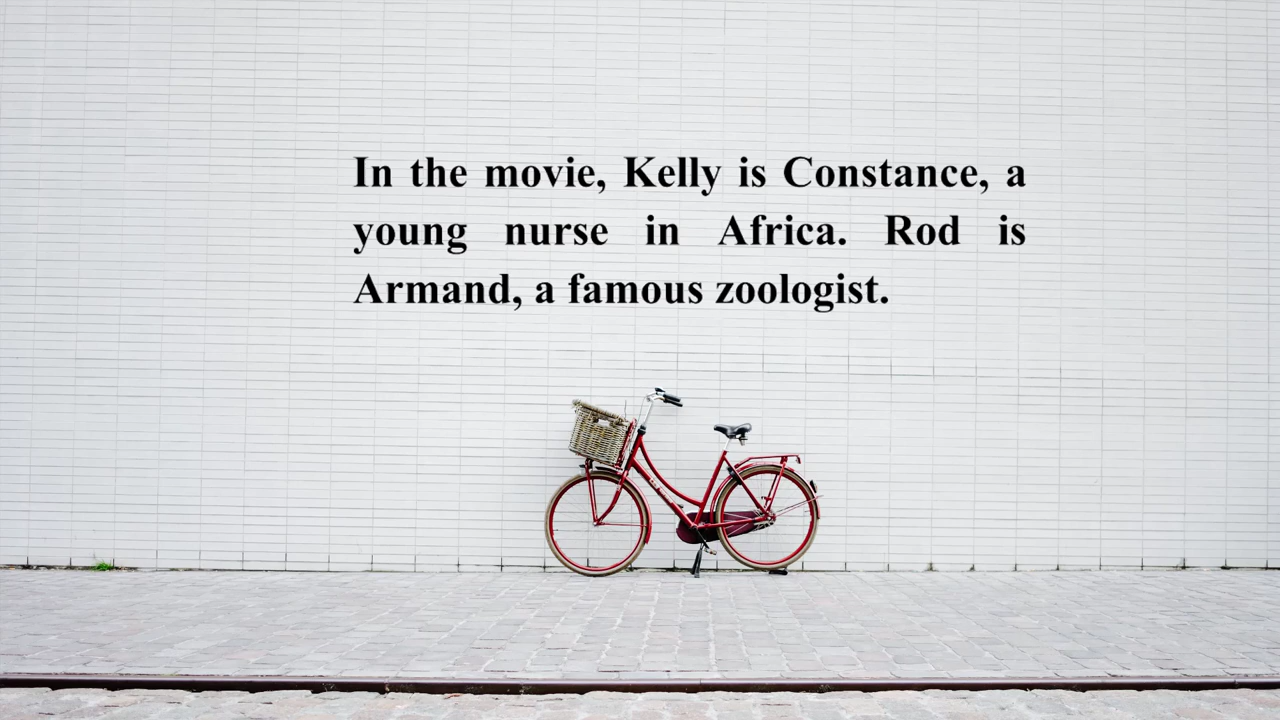 In the movie, Kelly is Constance, a
young nurse in Africa. Rod is
Armand, a famous zoologist.